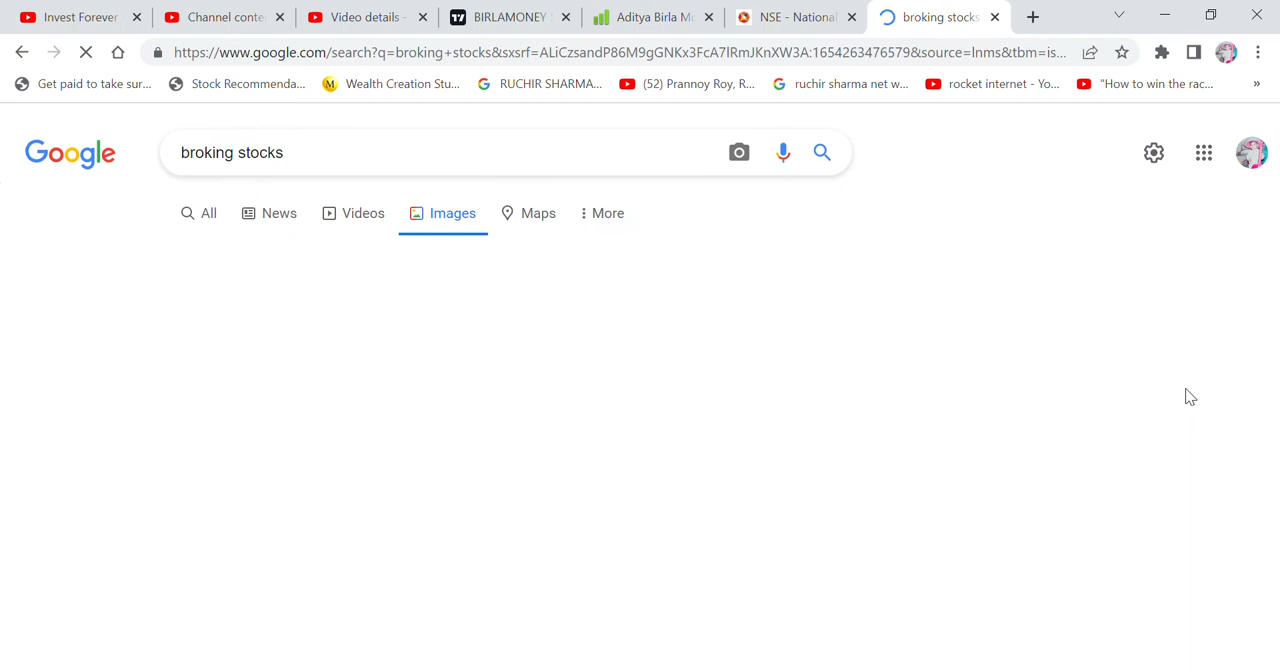 Invest Forever
Channel conte
Video details -
BIRLAMONEY
Aditya Birla Mo
NSE - National
broking stocks
https://www.google.com/search?q=broking+stocks&sxsrf=ALiCzsandP86M9gGNKx3FcA7lRmJKnXW3A:1654263476579&source=lnms&tbm=is...
Get paid to take sur...
Stock Recommenda...
M
Wealth Creation Stu...
RUCHIR SHARMA...
(52) Prannoy Roy, R...
ruchir sharma net w...
rocket internet - Yo...
"How to win the rac...
»
Google
broking stocks
All
News
Videos
Images
Maps
More